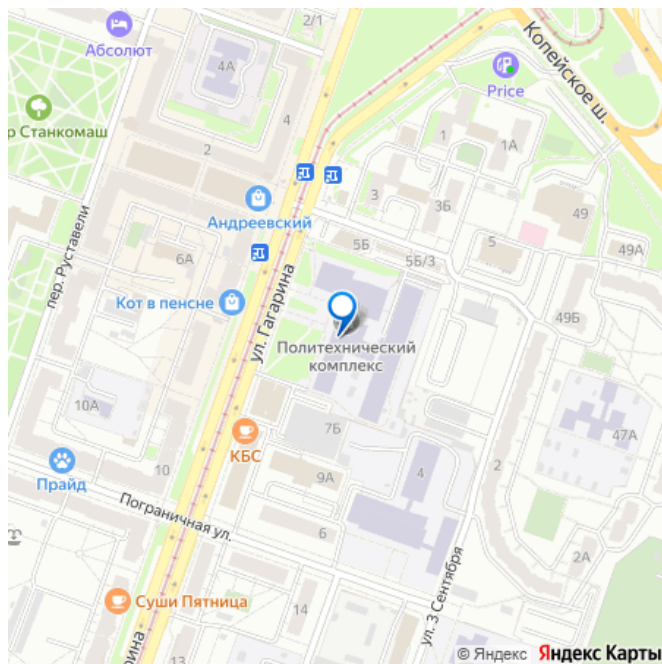 2/1
Абсолют
4А
Копейское ш.
Price
р Станкомаш
4
1
1А
2
3
3Б
49
Андреевский
пер. Руставели
5Б
5
49А
6А
5Б/3
ул. Гагарина
Кот в пенсне
49Б
Политехнический
комплекс
10А
7Б
КБС
47А
10
Прайд
9А
4
2
Пограничная ул.
6
2А
ул. 3 Сентября
Суши Пятница
14
рина
13
© Яндекс Яндекс Карты